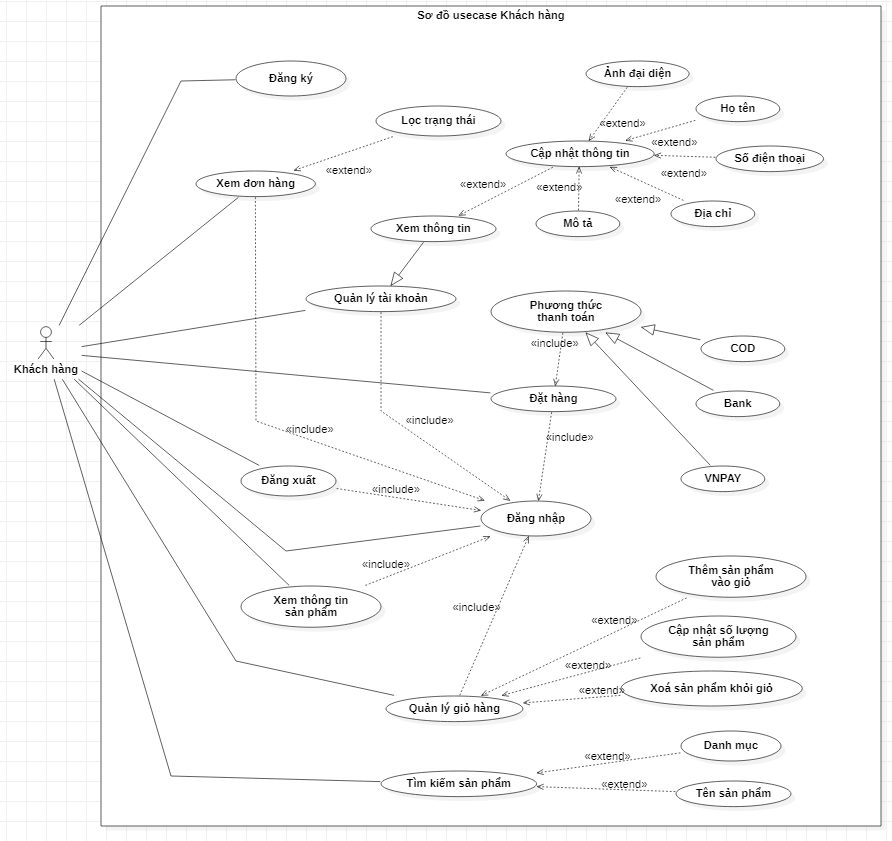 Sơ đồ usecase Khách hàng
Đăng ký
Ảnh đại diện
Họ tên
Lọc trạng thái
«extend»
«extend»
Cập nhật thông tin
Số điện thoại
«extend»
Xem đơn hàng
«extend»
«extend»
«extend»
«extend»
Mô tả
Địa chỉ
Xem thông tin
Quản lý tài khoản
Phương thức
thanh toán
«include»
COD
Khách hàng
Đặt hàng
Bank
«include»
«include»
«include»
Đăng xuất
«include»
VNPAY
Đăng nhập
«include»
Thêm sản phẩm
vào giỏ
Xem thông tin
sản phẩm
«include»
«extend»
Cập nhật số lượng
sản phẩm
«extend»
«extend»
Xoá sản phẩm khỏi giỏ
Quản lý giỏ hàng
Danh mục
«extend»
Tìm kiếm sản phẩm
«extend»
Tên sản phẩm